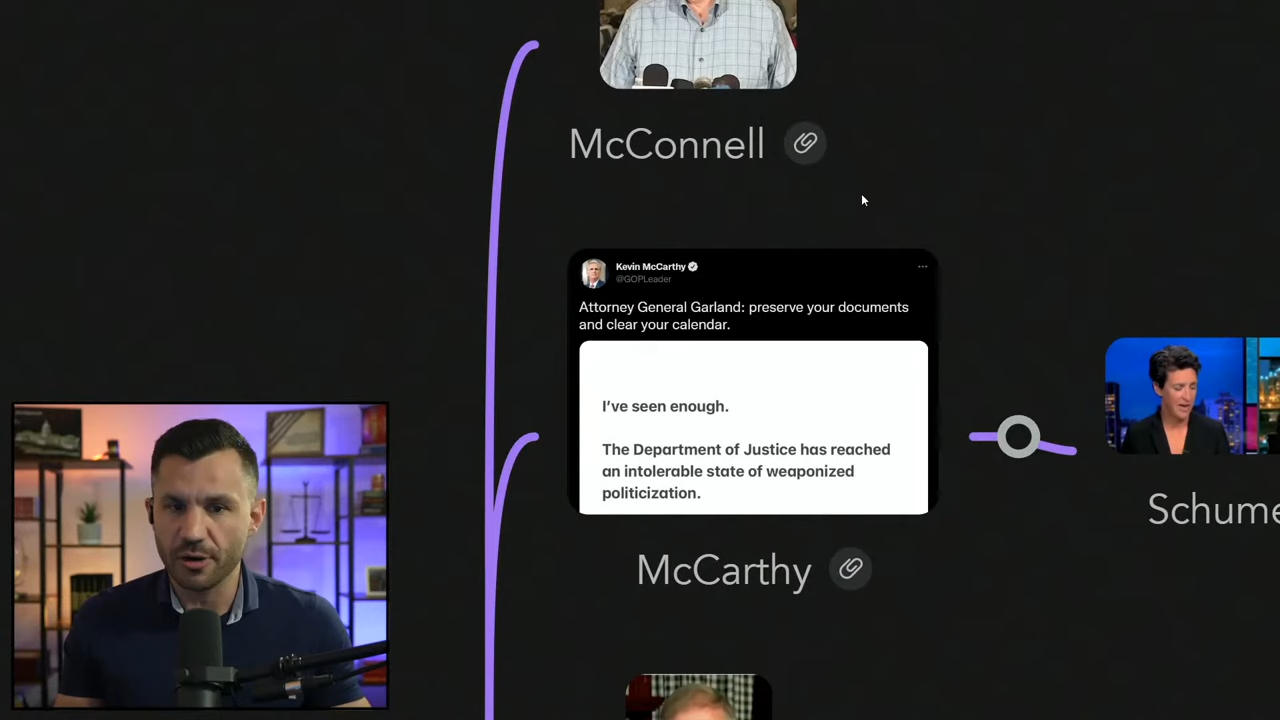 McConnell
Kevin McCarthy
@GOPLeader
Attorney General Garland: preserve your documents
and clear your calendar.
I've seen enough.
The Department of Justice has reached
an intolerable state of weaponized
politicization.
McCarthy
Schume